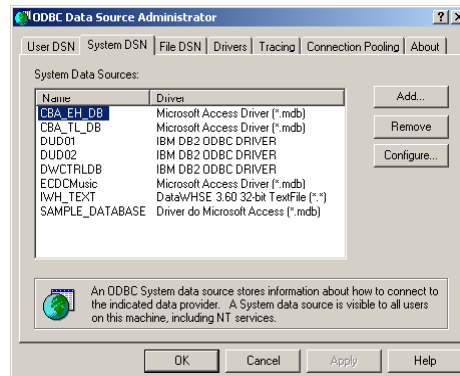 ODBC Data Source Administrator
User DSN System DSN File DSN Drivers Tracing Connection Pooling About
System Data Sources:
Name Driver
CBA_EH_DB Microsoft Access Driver (*.mdb)
CBA_TL_DB Microsoft Access Driver (*.mdb)
DUD01 IBM DB2 ODBC DRIVER
DUD02 IBM DB2 ODBC DRIVER
DWCTRLDB IBM DB2 ODBC DRIVER
ECDCMusic Microsoft Access Driver (*.mdb)
IWH_TEXT DataWHSE 3.60 32-bit TextFile (*.*)
SAMPLE_DATABASE Driver do Microsoft Access (*.mdb)
Add...
Remove
Configure...
An ODBC System data source stores information about how to connect to
the indicated data provider. A System data source is visible to all users
on this machine, including NT services.
OK Cancel Apply Help